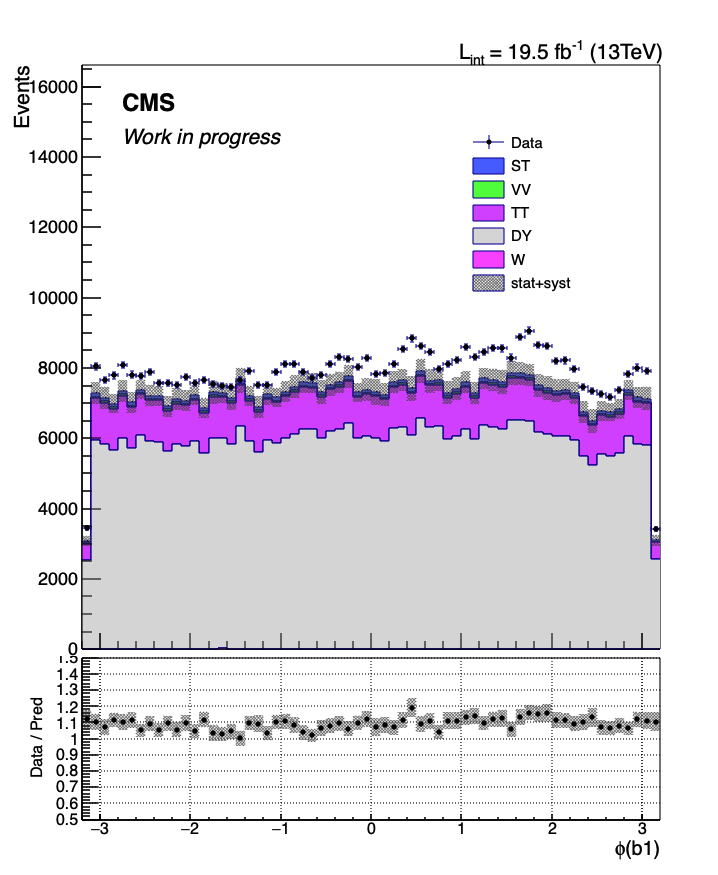 L_int = 19.5 fb^-1 (13TeV)
Events
16000
14000
12000
10000
8000
6000
4000
2000
0
CMS
Work in progress
Data
ST
VV
TT
DY
W
stat+syst
Data / Pred
1.5
1.4
1.3
1.2
1.1
1
0.9
0.8
0.7
0.6
0.5
−3 −2 −1 0 1 2 3
ϕ(b1)